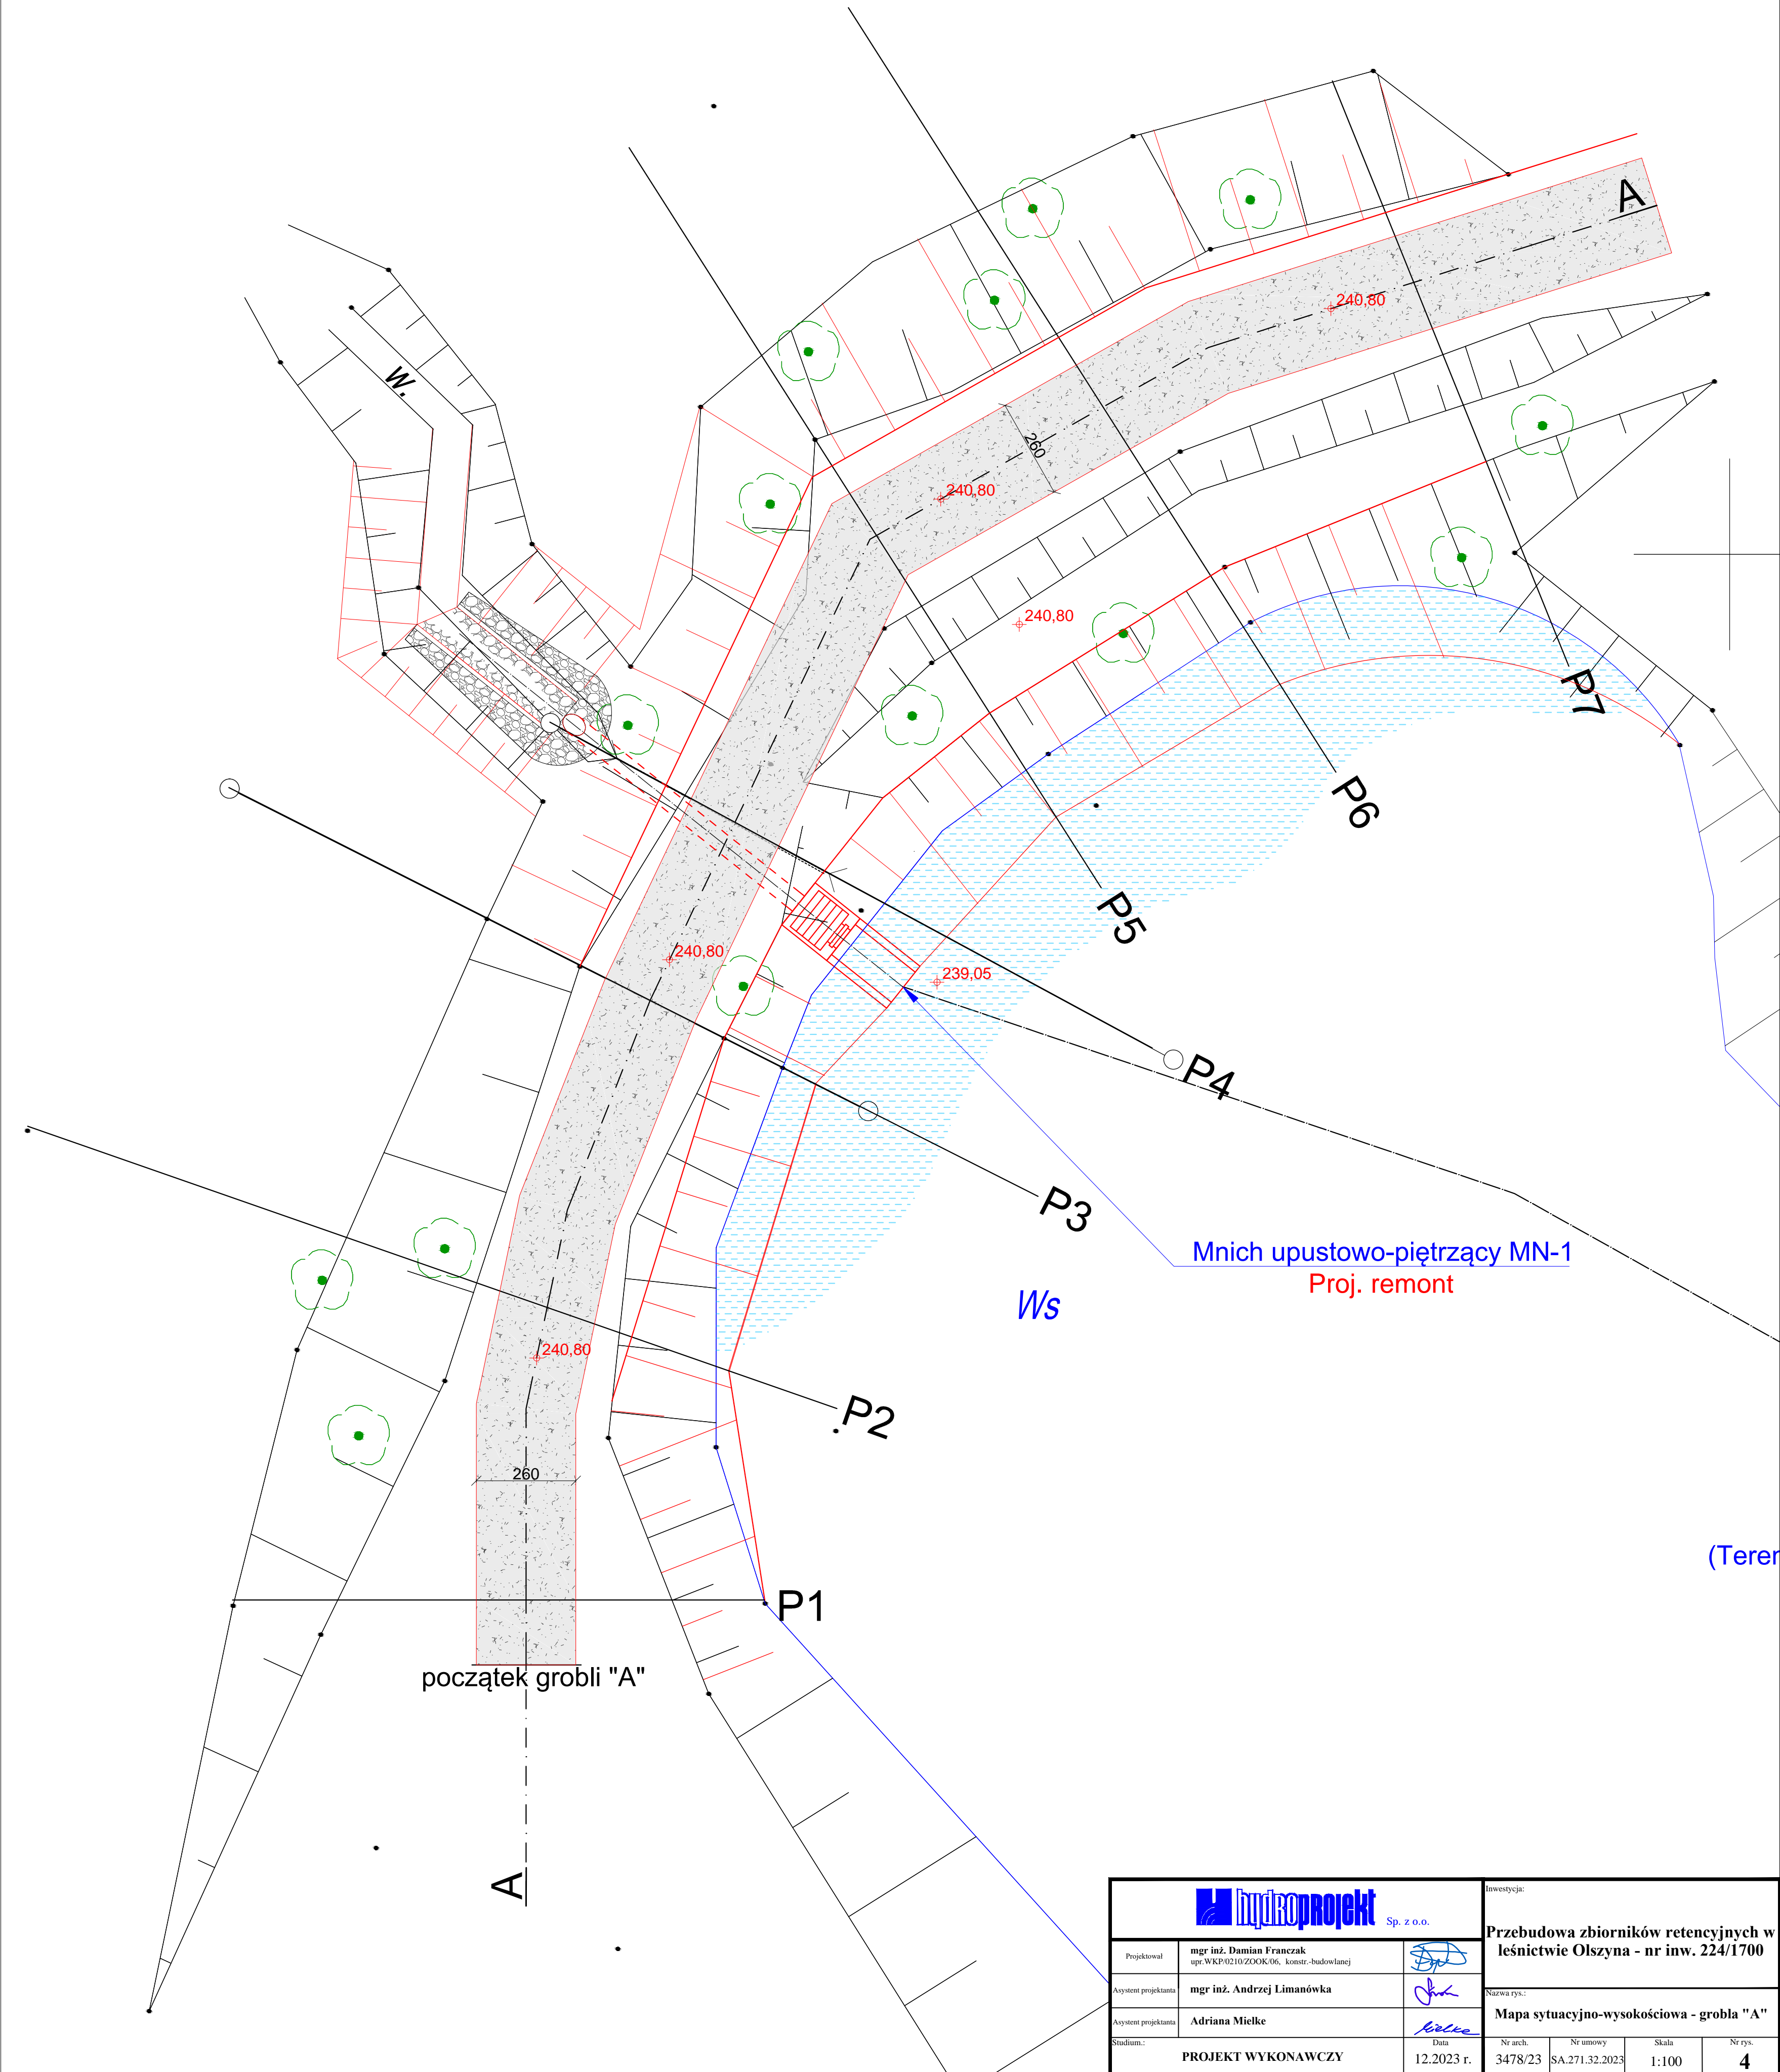 A
240,80
W.
260
240,80
240,80
P7
P6
P5
240,80
239,05
P4
P3
Mnich upustowo-piętrzący MN-1
Proj. remont
Ws
240,80
P2
260
(Teren
P1
początek grobli "A"
A
hydroprojekt Sp. z o.o.
Inwestycja:
Przebudowa zbiorników retencyjnych w
leśnictwie Olszyna - nr inw. 224/1700
Projektował
mgr inż. Damian Franczak
upr.WKP/0210/ZOOK/06, konstr.-budowlanej
Asystent projektanta
mgr inż. Andrzej Limanówka
Asystent projektanta
Adriana Mielke
Mielke
Nazwa rys.:
Mapa sytuacyjno-wysokościowa - grobla "A"
Studium.:
PROJEKT WYKONAWCZY
Data
12.2023 r.
Nr arch.
3478/23
Nr umowy
SA.271.32.2023
Skala
1:100
Nr rys.
4